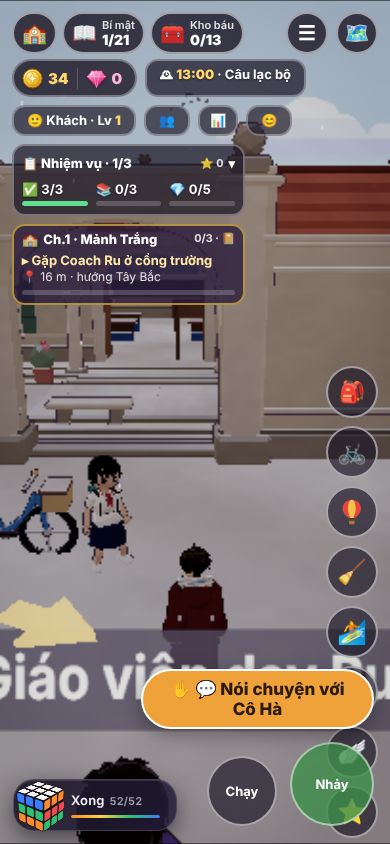 Bí mật
1/21
Kho báu
0/13
34
0
13:00 · Câu lạc bộ
Khách · Lv 1
Nhiệm vụ · 1/3
0 ▾
3/3
0/3
0/5
Ch.1 · Mảnh Trắng
0/3 ·
▸ Gặp Coach Ru ở cổng trường
16 m · hướng Tây Bắc
Giáo viên dạy
Nói chuyện với
Cô Hà
Xong 52/52
Chạy
Nhảy